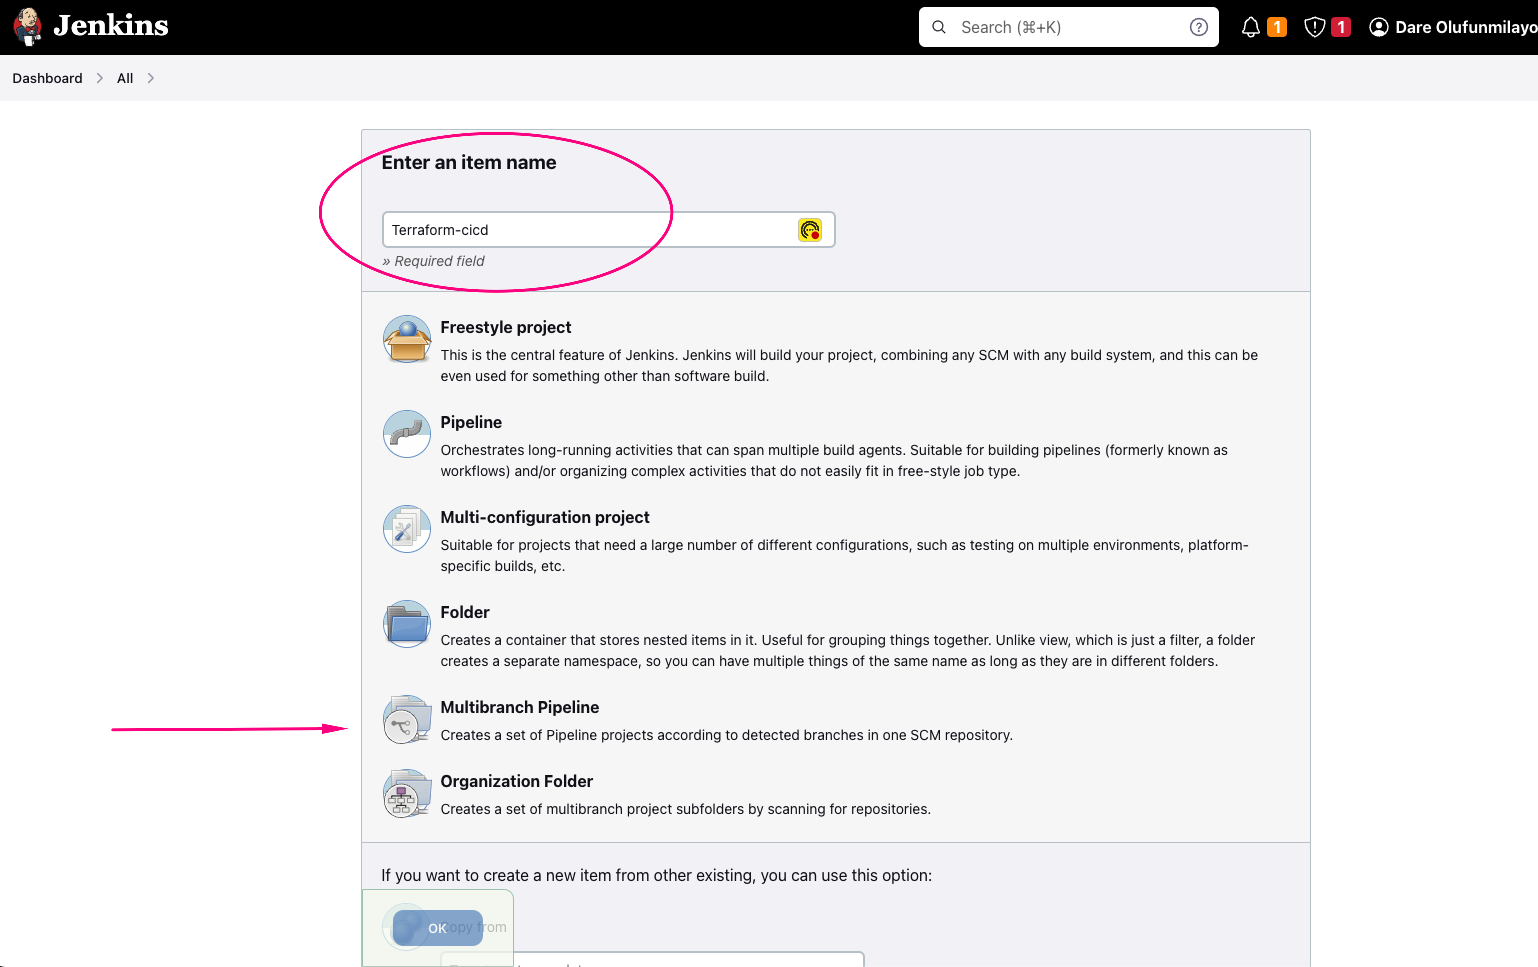 Jenkins
Search (⌘+K)
1
1
Dare Olufunmilayo
Dashboard
All
Enter an item name
Terraform-cicd
» Required field
Freestyle project
This is the central feature of Jenkins. Jenkins will build your project, combining any SCM with any build system, and this can be
even used for something other than software build.
Pipeline
Orchestrates long-running activities that can span multiple build agents. Suitable for building pipelines (formerly known as
workflows) and/or organizing complex activities that do not easily fit in free-style job type.
Multi-configuration project
Suitable for projects that need a large number of different configurations, such as testing on multiple environments, platform-
specific builds, etc.
Folder
Creates a container that stores nested items in it. Useful for grouping things together. Unlike view, which is just a filter, a folder
creates a separate namespace, so you can have multiple things of the same name as long as they are in different folders.
Multibranch Pipeline
Creates a set of Pipeline projects according to detected branches in one SCM repository.
Organization Folder
Creates a set of multibranch project subfolders by scanning for repositories.
If you want to create a new item from other existing, you can use this option:
OK
Copy from